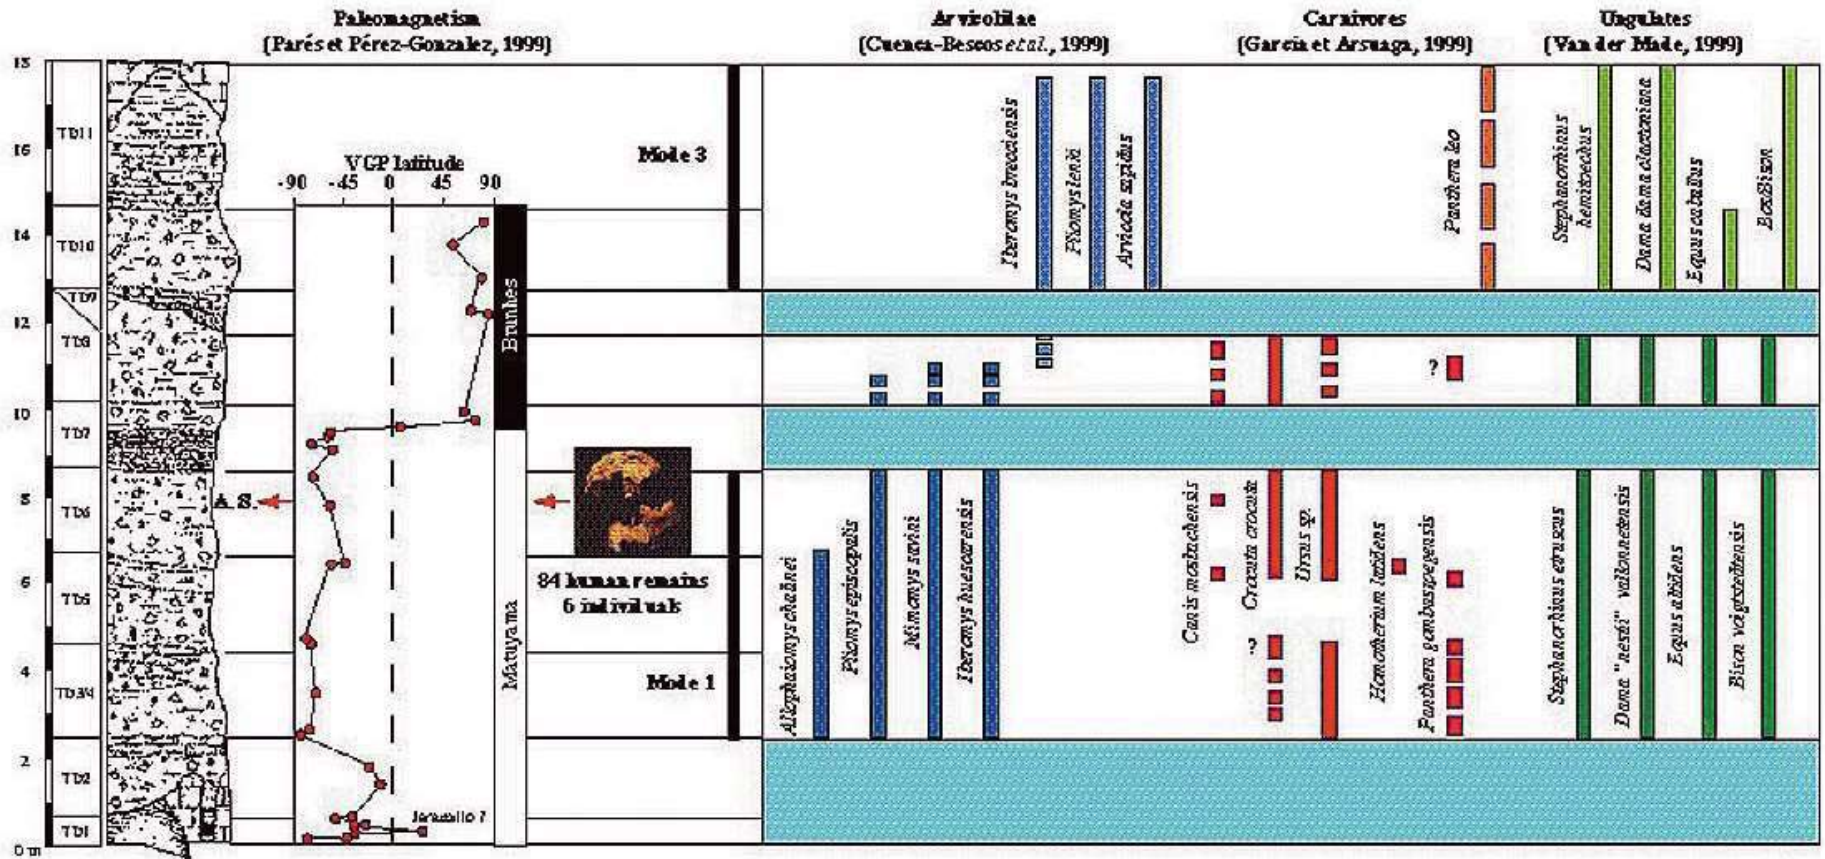 Paleomagnetism
(Parés et Pérez-Gonzalez, 1999)
Arvicolilae
(Cuenca-Bescos et al., 1999)
Carnivores
(García et Arsuaga, 1999)
Ungulates
(Van der Made, 1999)
18
16
14
12
10
8
6
4
2
0 m
TD11
TD10
TD9
TD8
TD7
TD6
TD5
TD3/4
TD2
TD1
VGP latitude
-90 -45 0 45 90
Brunhes
Matuyama
Jaramillo ?
A. S.
Mode 3
84 human remains
6 individuals
Mode 1
Iberomys brecciensis
Pliomys lenki
Arvicola sapidus
Panthera leo
Stephanorhinus
hemitoechus
Dama dama clactoniana
Equus caballus
Bos/Bison
?
Allophaiomys chalinei
Pliomys episcopalis
Mimomys savini
Iberomys huescarensis
Canis mosbachensis
Crocuta crocuta
?
Ursus sp.
Homotherium latidens
Panthera gombaszoegensis
Stephanorhinus etruscus
Dama "nestii" vallonnetensis
Equus altidens
Bison voigtstedtensis